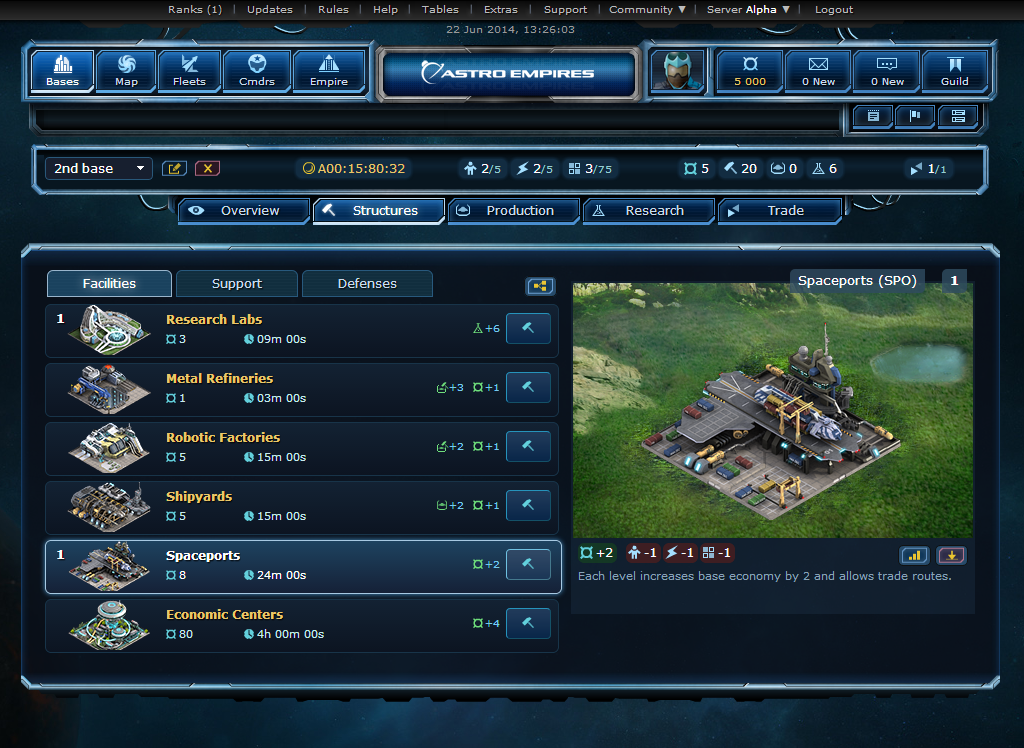 Ranks (1) | Updates | Rules | Help | Tables | Extras | Support | Community ▼ | Server Alpha ▼ | Logout
22 Jun 2014, 13:26:03
Bases Map Fleets Cmdrs Empire
ASTRO EMPIRES
5 000 0 New 0 New Guild
2nd base A00:15:80:32 2/5 2/5 3/75 5 20 0 6 1/1
Overview Structures Production Research Trade
Facilities Support Defenses
1 Research Labs
3 09m 00s +6
Metal Refineries
1 03m 00s +3 +1
Robotic Factories
5 15m 00s +2 +1
Shipyards
5 15m 00s +2 +1
1 Spaceports
8 24m 00s +2
Economic Centers
80 4h 00m 00s +4
Spaceports (SPO) 1
+2 -1 -1 -1
Each level increases base economy by 2 and allows trade routes.